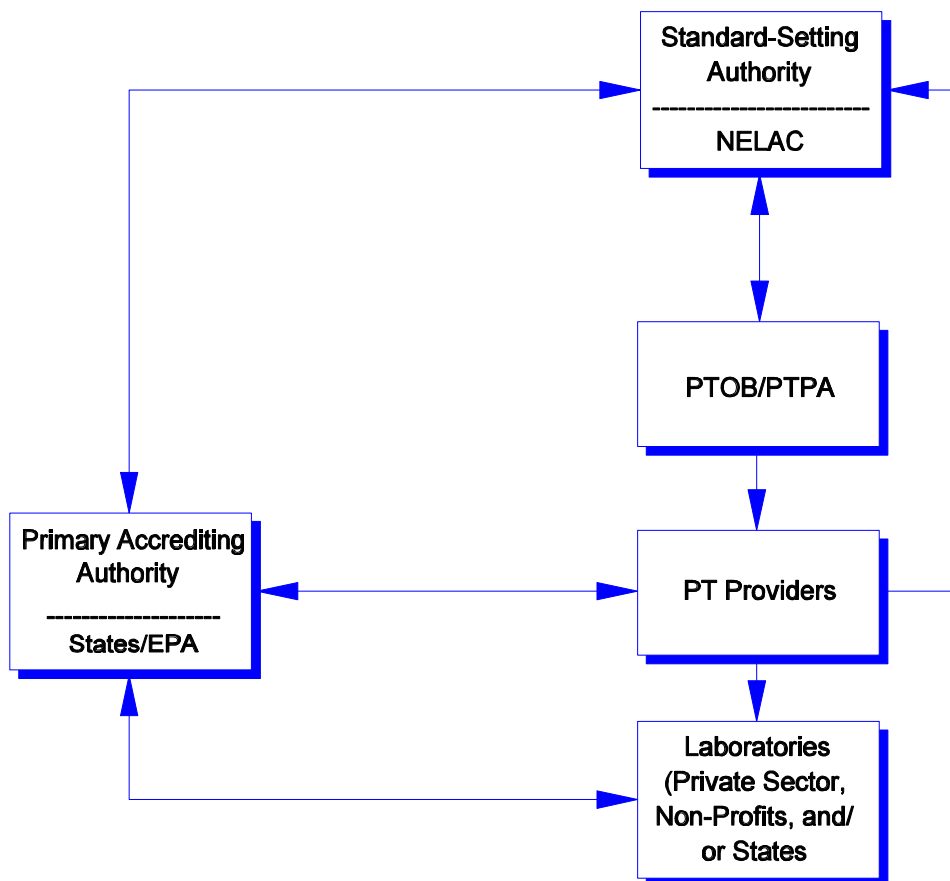 Standard-Setting
Authority
-------------------------
NELAC
PTOB/PTPA
Primary Accrediting
Authority
--------------------
States/EPA
PT Providers
Laboratories
(Private Sector,
Non-Profits, and/
or States